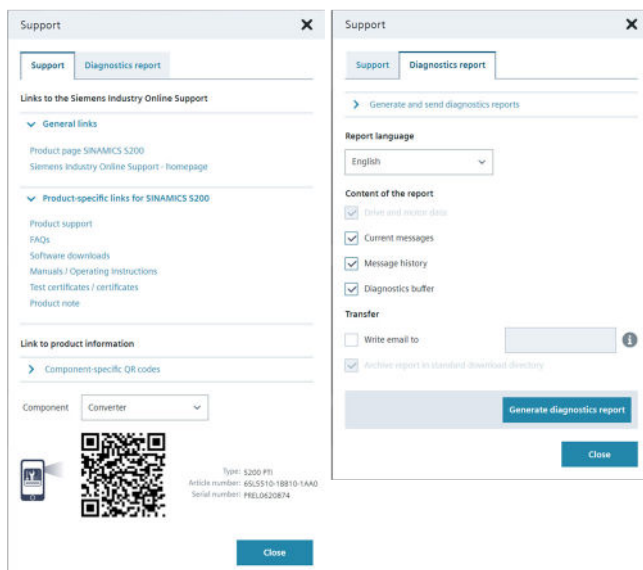 Support
Support
Diagnostics report
Links to the Siemens Industry Online Support
General links
Product page SINAMICS S200
Siemens Industry Online Support - homepage
Product-specific links for SINAMICS S200
Product support
FAQs
Software downloads
Manuals / Operating Instructions
Test certificates / certificates
Product note
Link to product information
Component-specific QR codes
Component
Converter
Type: S200 PTI
Article number: 6SL5510-1BB10-1AA0
Serial number: PREL0620874
Close
Support
Support
Diagnostics report
Generate and send diagnostics reports
Report language
English
Content of the report
Drive and motor data
Current messages
Message history
Diagnostics buffer
Transfer
Write email to
Archive report in standard download directory
Generate diagnostics report
Close